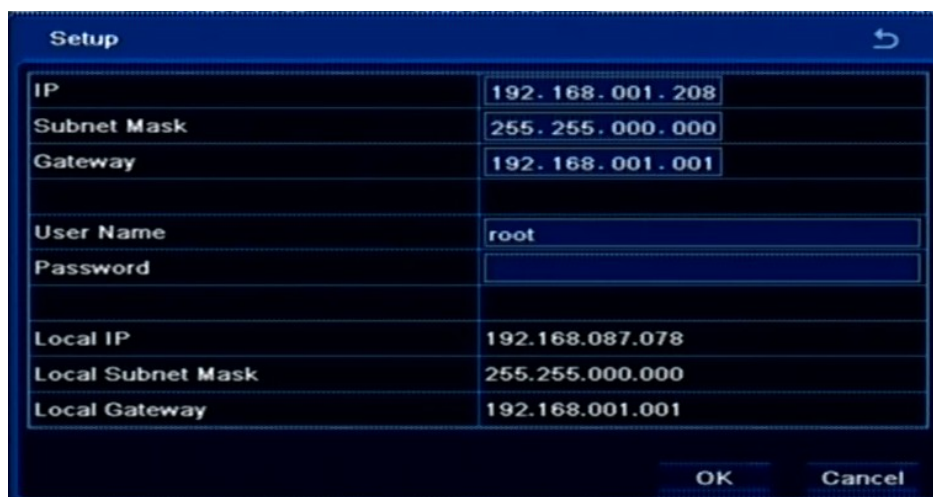 Setup
IP 192.168.001.208
Subnet Mask 255.255.000.000
Gateway 192.168.001.001
User Name root
Password
Local IP 192.168.087.078
Local Subnet Mask 255.255.000.000
Local Gateway 192.168.001.001
OK Cancel